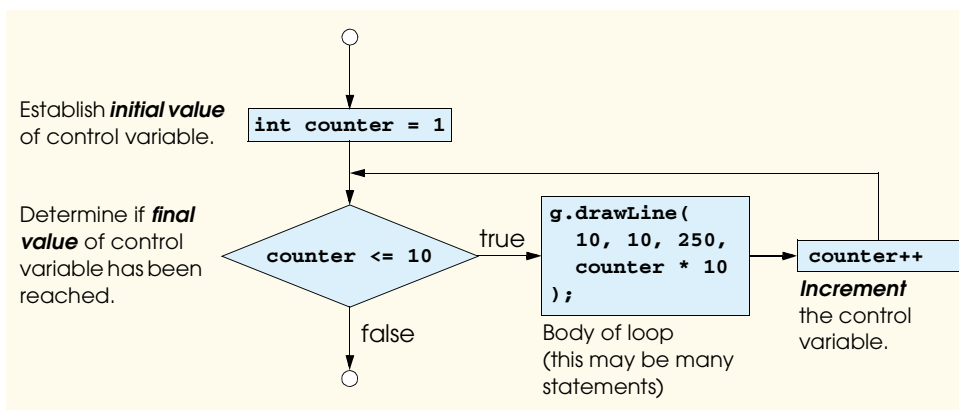 Establish initial value
of control variable.
int counter = 1
Determine if final
value of control
variable has been
reached.
counter <= 10
true
false
g.drawLine(
10, 10, 250,
counter * 10
);
Body of loop
(this may be many
statements)
counter++
Increment
the control
variable.